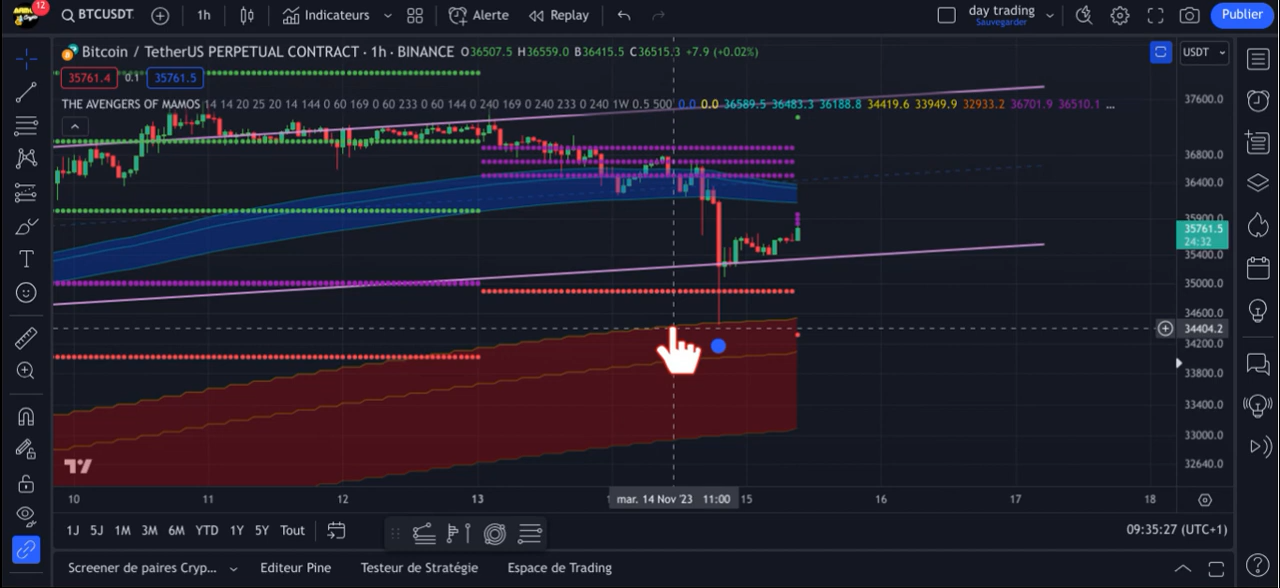 12
BTCUSDT
1h
Indicateurs
Alerte
Replay
day trading
Sauvegarder
Publier
Bitcoin / TetherUS PERPETUAL CONTRACT · 1h · BINANCE O36507.5 H36559.0 B36415.5 C36515.3 +7.9 (+0.02%)
USDT
35761.4 0.1 35761.5
THE AVENGERS OF MAMOS 14 14 20 25 20 14 144 0 60 169 0 60 233 0 60 144 0 240 169 0 240 233 0 240 1W 0.5 500 0.0 0.0 36589.5 36483.3 36188.8 34419.6 33949.9 32933.2 36701.9 36510.1 ...
37600.0
36800.0
36400.0
35900.0
35761.5
24:32
35400.0
35000.0
34600.0
34404.2
34200.0
33800.0
33400.0
33000.0
32640.0
10 11 12 13 mar. 14 Nov '23 11:00 15 16 17 18
1J 5J 1M 3M 6M YTD 1Y 5Y Tout
09:35:27 (UTC+1)
Screener de paires Cryp... Editeur Pine Testeur de Stratégie Espace de Trading